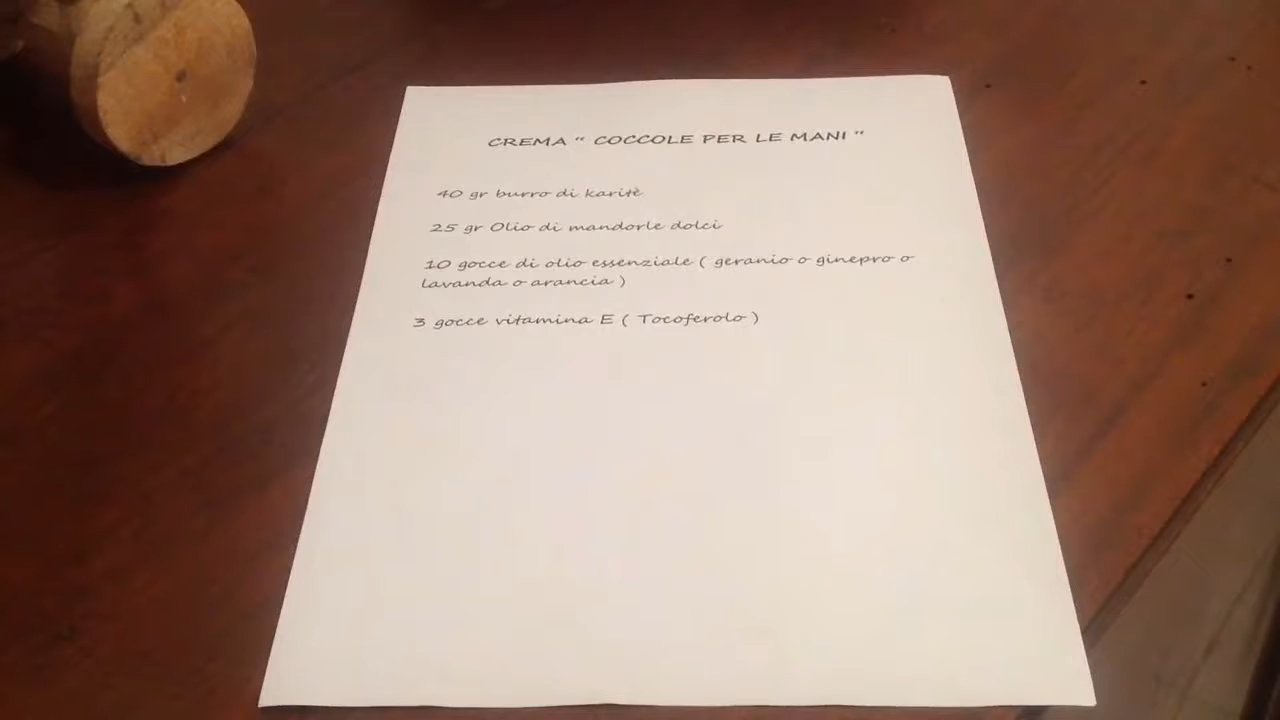 CREMA “ COCCOLE PER LE MANI ”
40 gr burro di karitè
25 gr Olio di mandorle dolci
10 gocce di olio essenziale ( geranio o ginepro o
lavanda o arancia )
3 gocce vitamina E ( Tocoferolo )